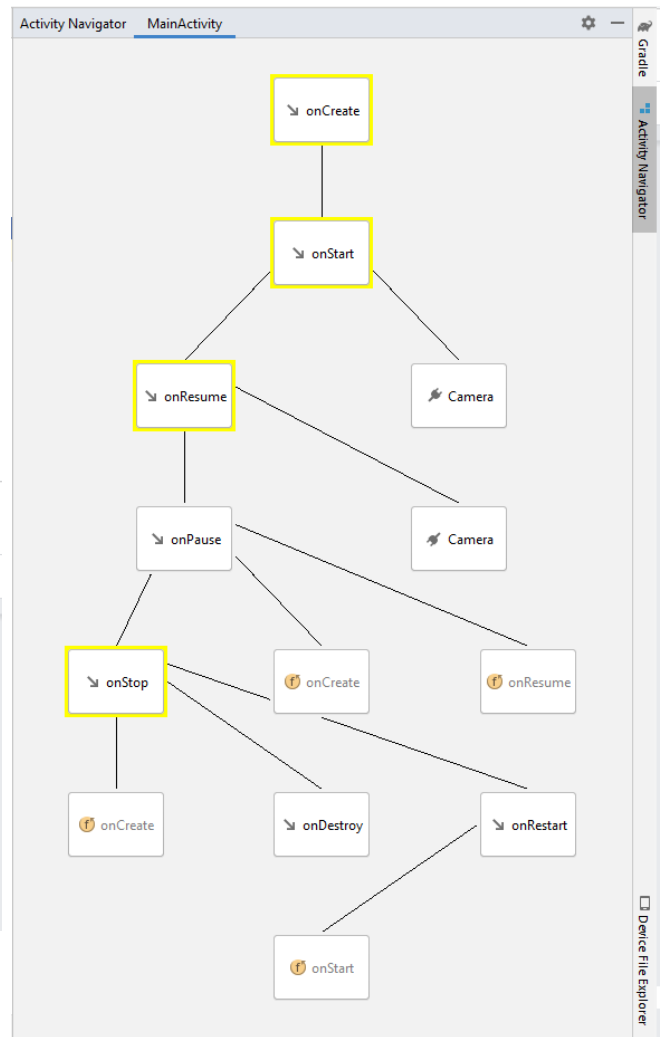 Activity Navigator MainActivity
Gradle
Activity Navigator
onCreate
onStart
onResume Camera
onPause Camera
onStop onCreate onResume
onCreate onDestroy onRestart
onStart
Device File Explorer